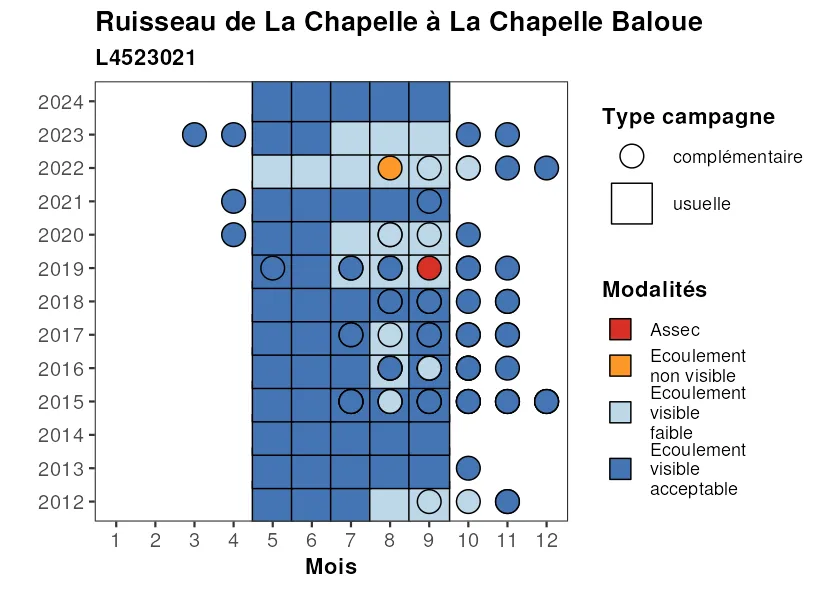 Ruisseau de La Chapelle à La Chapelle Baloue
L4523021
2024
2023
2022
2021
2020
2019
2018
2017
2016
2015
2014
2013
2012
1 2 3 4 5 6 7 8 9 10 11 12
Mois
Type campagne
complémentaire
usuelle
Modalités
Assec
Ecoulement
non visible
Ecoulement
visible
faible
Ecoulement
visible
acceptable